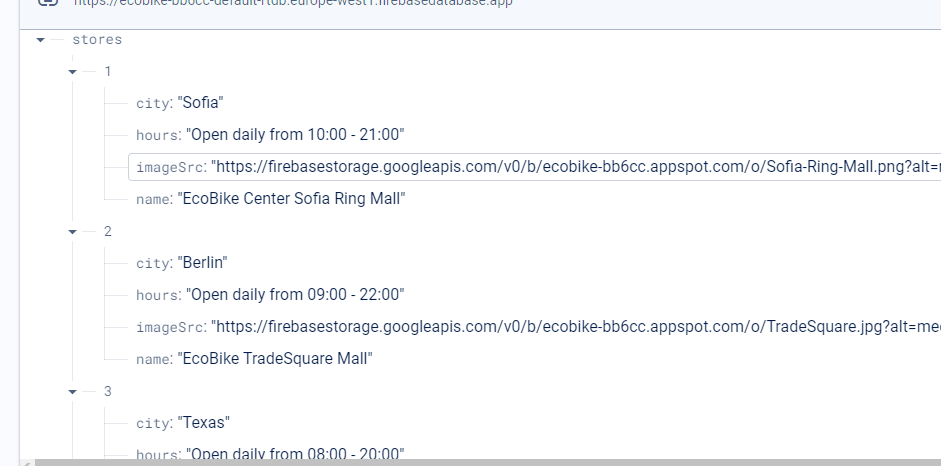 https://ecobike-bb6cc-default-rtdb.europe-west1.firebasedatabase.app
stores
1
city: "Sofia"
hours: "Open daily from 10:00 - 21:00"
imageSrc: "https://firebasestorage.googleapis.com/v0/b/ecobike-bb6cc.appspot.com/o/Sofia-Ring-Mall.png?alt=m
name: "EcoBike Center Sofia Ring Mall"
2
city: "Berlin"
hours: "Open daily from 09:00 - 22:00"
imageSrc: "https://firebasestorage.googleapis.com/v0/b/ecobike-bb6cc.appspot.com/o/TradeSquare.jpg?alt=me
name: "EcoBike TradeSquare Mall"
3
city: "Texas"
hours: "Open daily from 08:00 - 20:00"